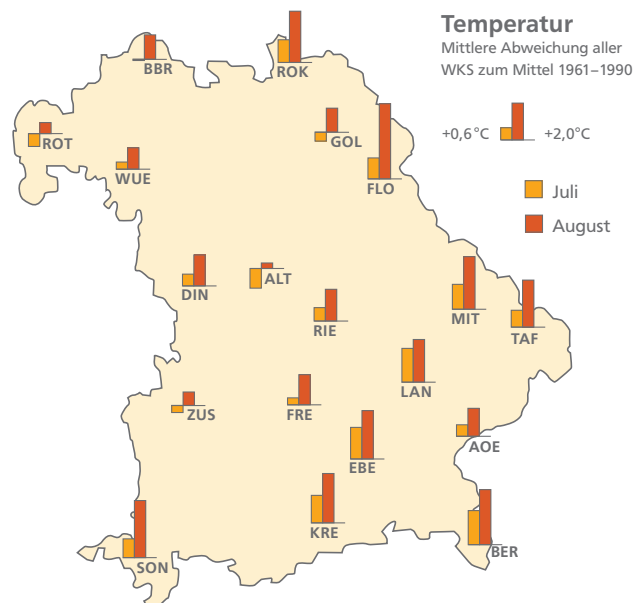 Temperatur
Mittlere Abweichung aller
WKS zum Mittel 1961–1990
+0,6°C +2,0°C
Juli
August
BBR
ROK
ROT
GOL
WUE
FLO
DIN
ALT
RIE
MIT
TAF
LAN
ZUS
FRE
AOE
EBE
KRE
BER
SON